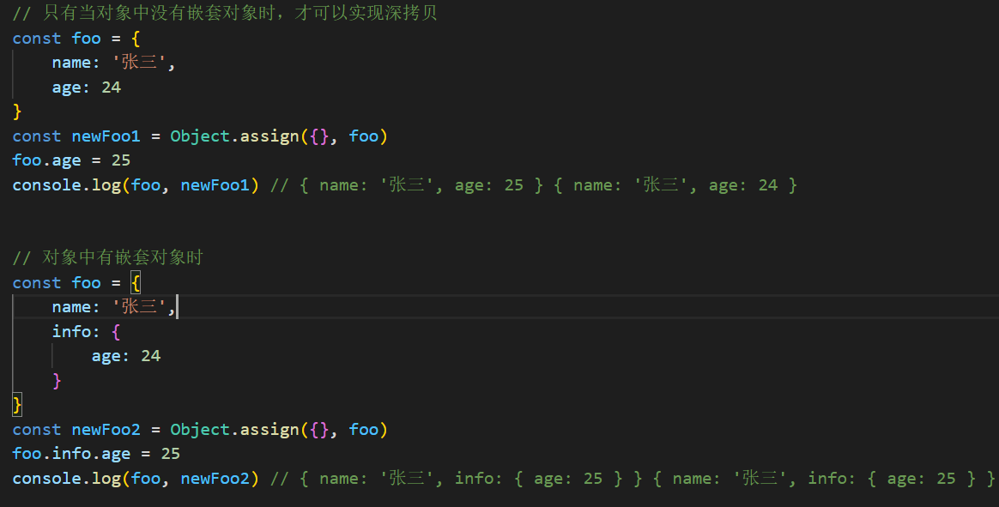 // 只有当对象中没有嵌套对象时，才可以实现深拷贝
const foo = {
    name: '张三',
    age: 24
}
const newFoo1 = Object.assign({}, foo)
foo.age = 25
console.log(foo, newFoo1) // { name: '张三', age: 25 } { name: '张三', age: 24 }
// 对象中有嵌套对象时
const foo = {
    name: '张三',
    info: {
        age: 24
    }
}
const newFoo2 = Object.assign({}, foo)
foo.info.age = 25
console.log(foo, newFoo2) // { name: '张三', info: { age: 25 } } { name: '张三', info: { age: 25 } }